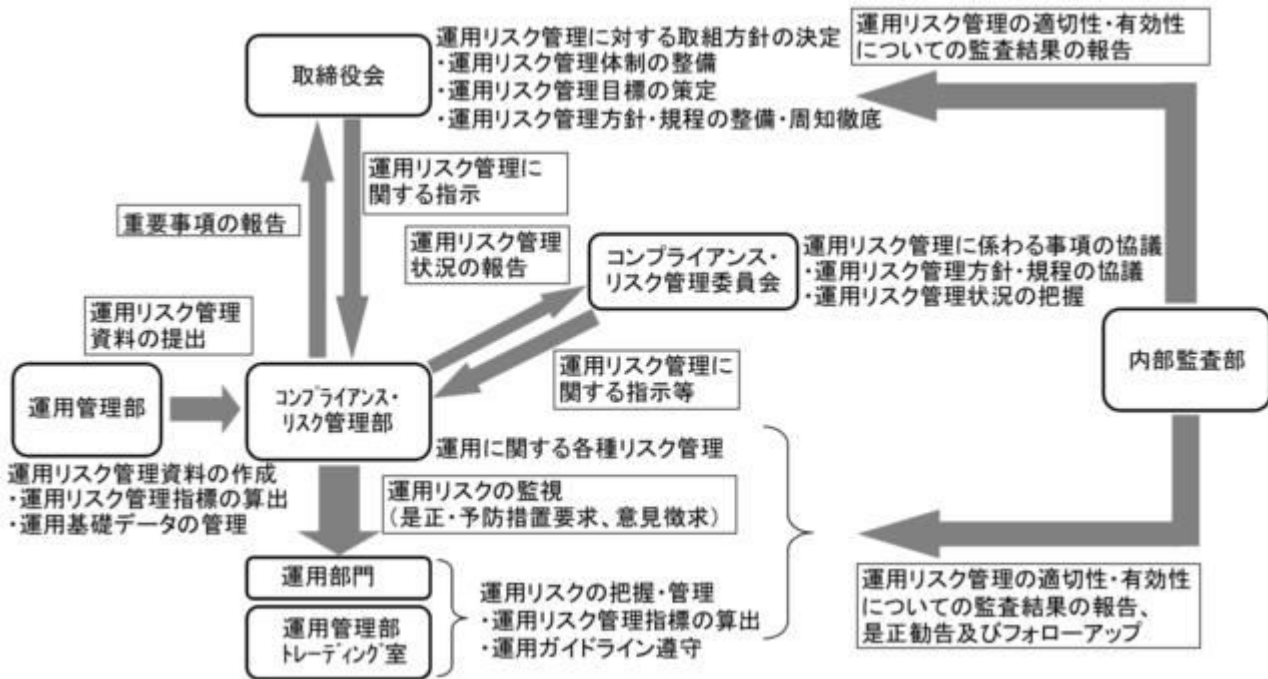 取締役会
運用リスク管理に対する取組方針の決定
・運用リスク管理体制の整備
・運用リスク管理目標の策定
・運用リスク管理方針・規程の整備・周知徹底
運用リスク管理の適切性・有効性
についての監査結果の報告
運用リスク管理に
関する指示
重要事項の報告
運用リスク管理
状況の報告
コンプライアンス・
リスク管理委員会
運用リスク管理に係わる事項の協議
・運用リスク管理方針・規程の協議
・運用リスク管理状況の把握
運用リスク管理
資料の提出
運用リスク管理に
関する指示等
内部監査部
運用管理部
コンプライアンス・
リスク管理部
運用に関する各種リスク管理
運用リスク管理資料の作成
・運用リスク管理指標の算出
・運用基礎データの管理
運用リスクの監視
(是正・予防措置要求、意見徴求)
運用部門
運用管理部
トレーディング室
運用リスクの把握・管理
・運用リスク管理指標の算出
・運用ガイドライン遵守
運用リスク管理の適切性・有効性
についての監査結果の報告、
是正勧告及びフォローアップ